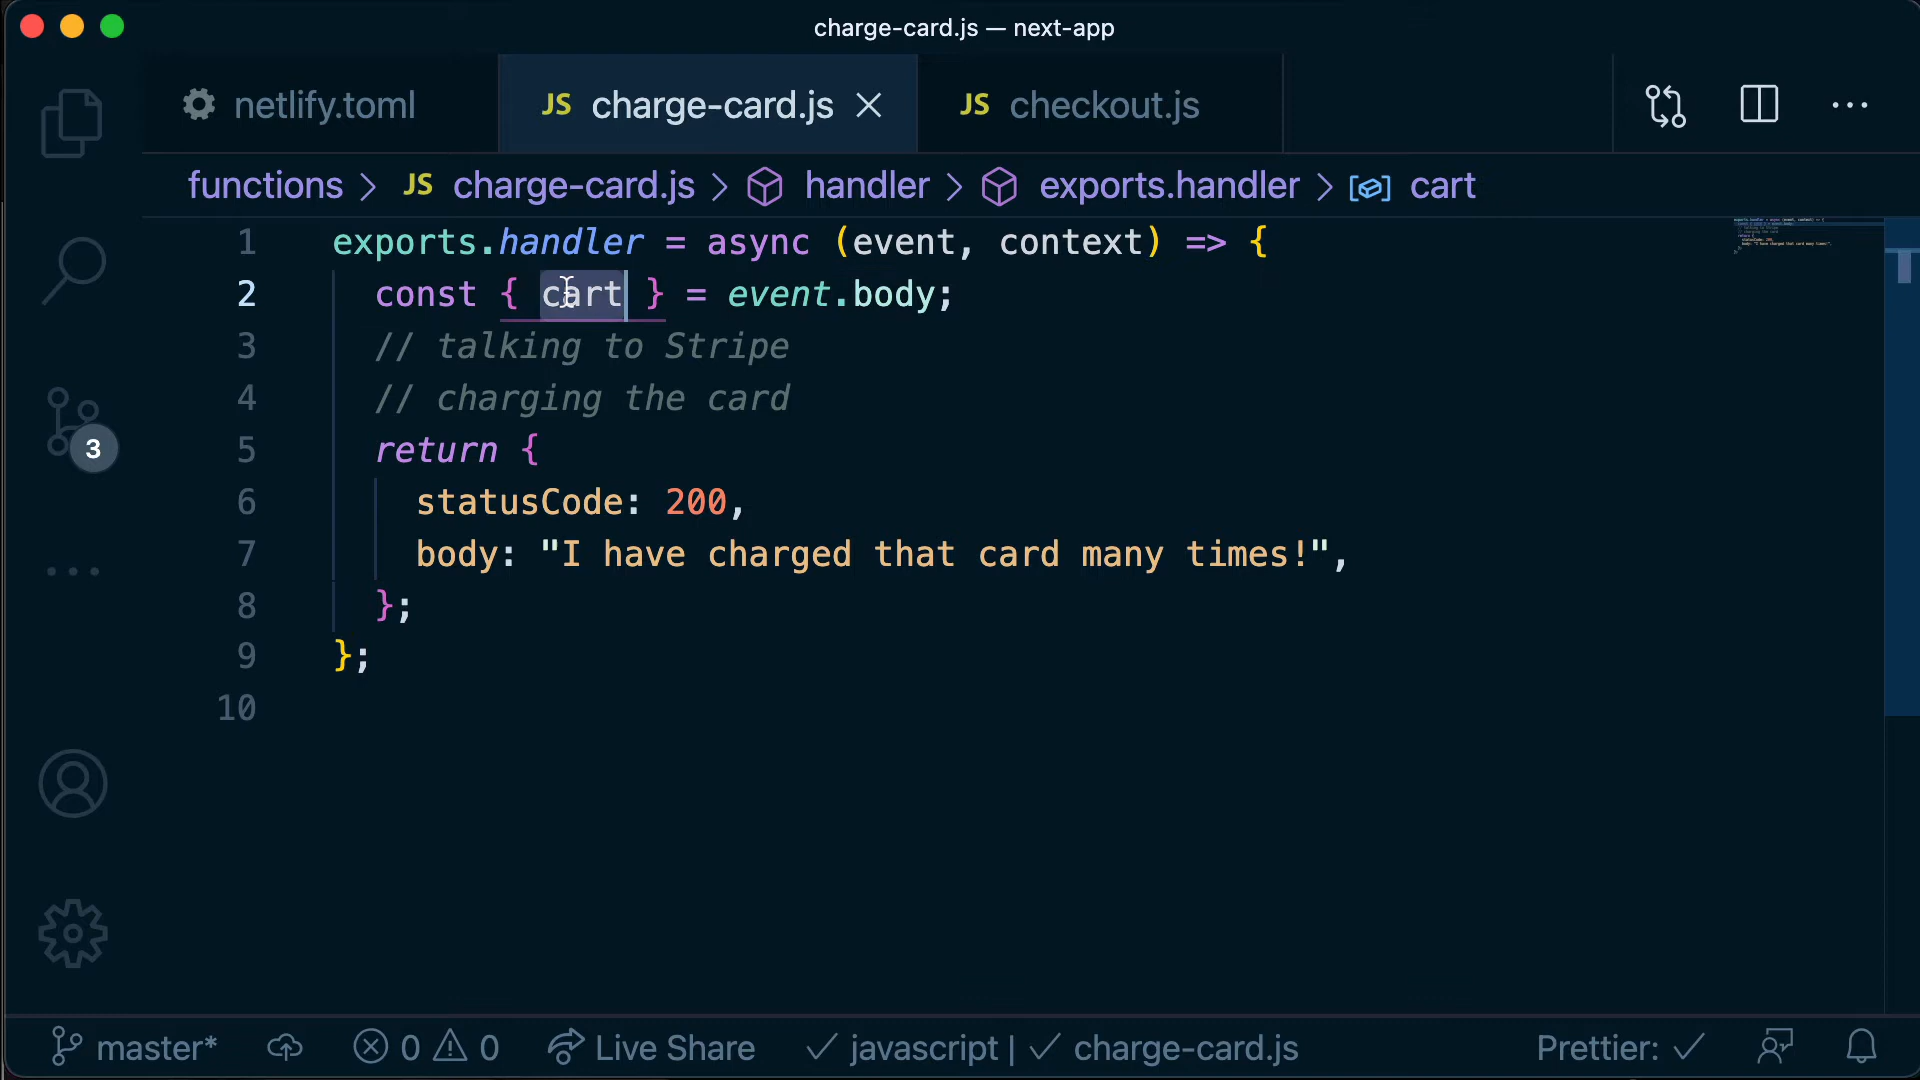 charge-card.js — next-app
netlify.toml
JS charge-card.js
JS checkout.js
functions > JS charge-card.js > handler > exports.handler > cart
1 exports.handler = async (event, context) => {
2 const { cart } = event.body;
3 // talking to Stripe
4 // charging the card
5 return {
6 statusCode: 200,
7 body: "I have charged that card many times!",
8 };
9 };
10
3
master* 0 0 Live Share javascript | charge-card.js Prettier: